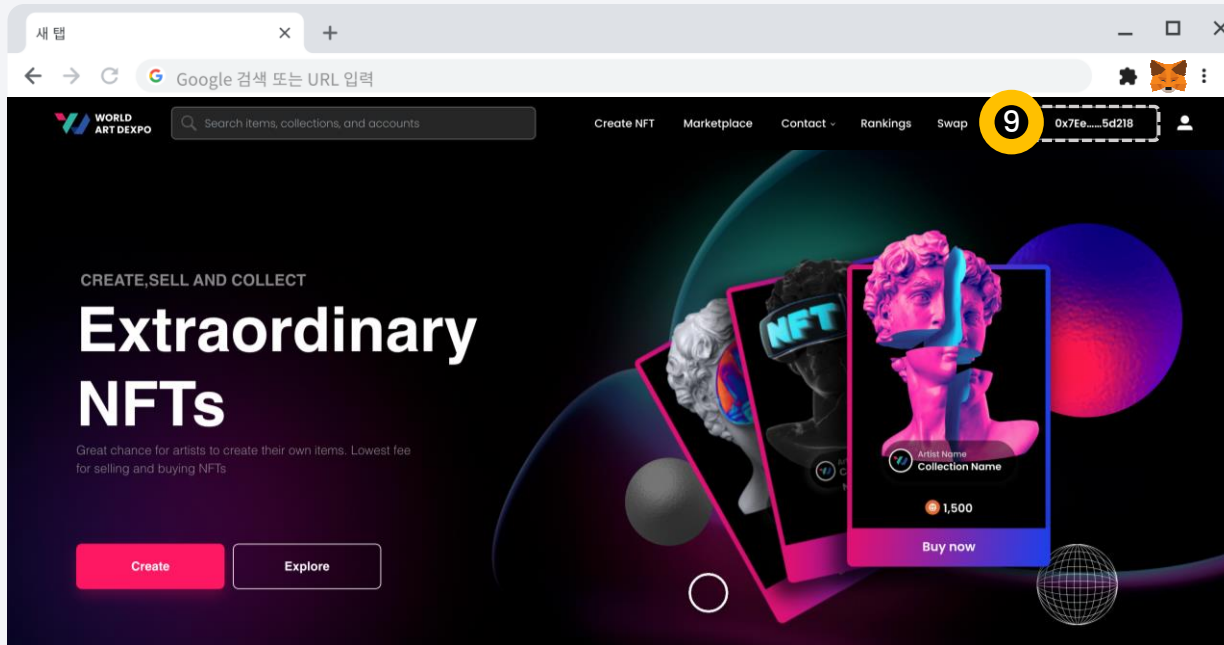 새 탭
Google 검색 또는 URL 입력
WORLD
ART DEXPO
Search items, collections, and accounts
Create NFT
Marketplace
Contact
Rankings
Swap
9
0x7Ee......5d218
CREATE,SELL AND COLLECT
Extraordinary
NFTs
Great chance for artists to create their own items. Lowest fee
for selling and buying NFTs
Create
Explore
NFT
Artist Name
Collection Name
1,500
Buy now